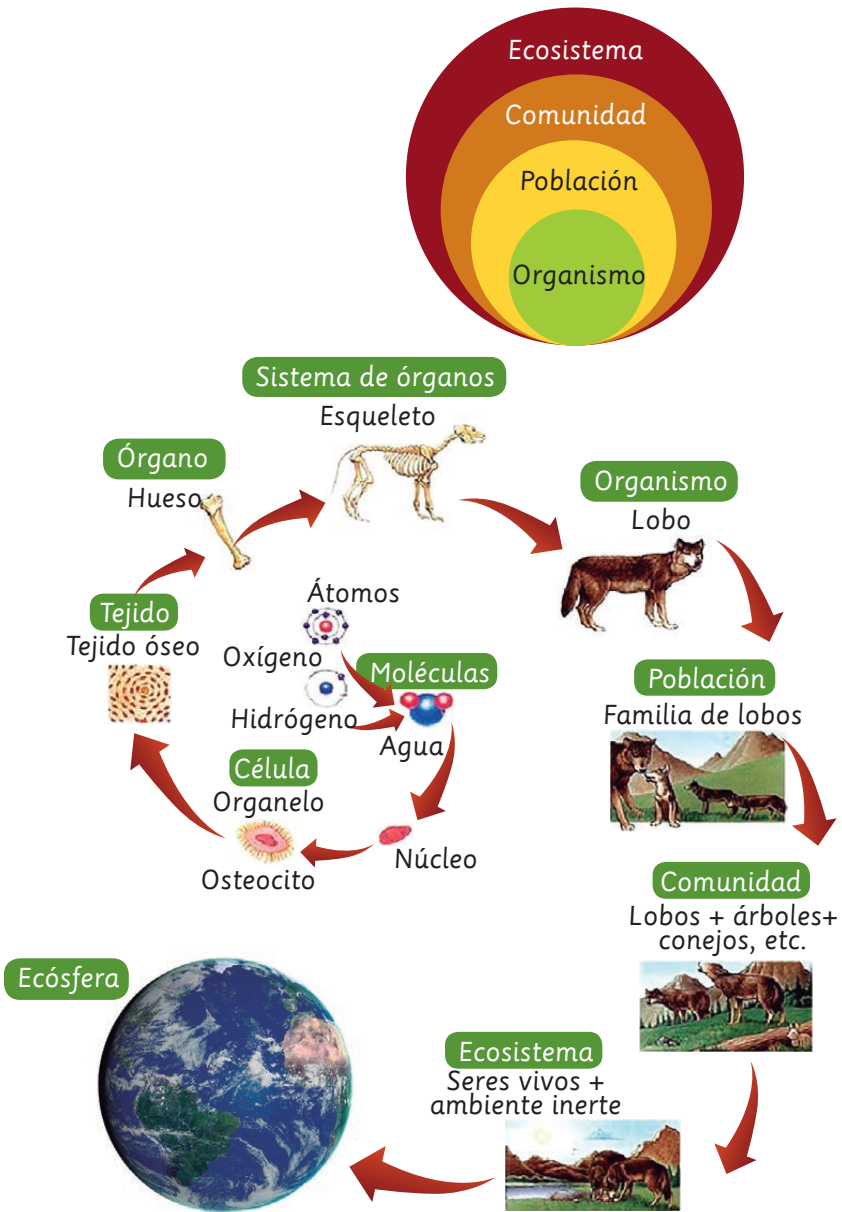 Ecosistema
Comunidad
Población
Organismo
Sistema de órganos
Esqueleto
Órgano
Hueso
Organismo
Lobo
Átomos
Tejido
Tejido óseo
Oxígeno
Moléculas
Hidrógeno
Agua
Célula
Organelo
Núcleo
Osteocito
Población
Familia de lobos
Comunidad
Lobos + árboles+
conejos, etc.
Ecósfera
Ecosistema
Seres vivos +
ambiente inerte